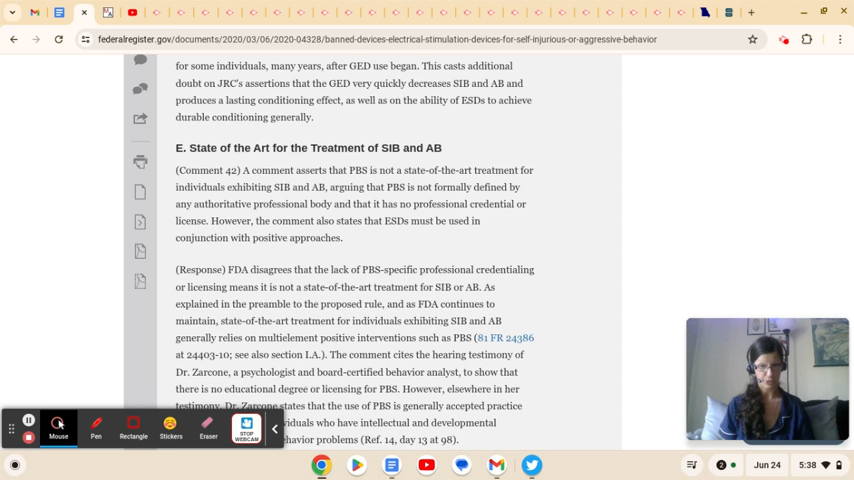 federalregister.gov/documents/2020/03/06/2020-04328/banned-devices-electrical-stimulation-devices-for-self-injurious-or-aggressive-behavior
for some individuals, many years, after GED use began. This casts additional
doubt on JRC's assertions that the GED very quickly decreases SIB and AB and
produces a lasting conditioning effect, as well as on the ability of ESDs to achieve
durable conditioning generally.
E. State of the Art for the Treatment of SIB and AB
(Comment 42) A comment asserts that PBS is not a state-of-the-art treatment for
individuals exhibiting SIB and AB, arguing that PBS is not formally defined by
any authoritative professional body and that it has no professional credential or
license. However, the comment also states that ESDs must be used in
conjunction with positive approaches.
(Response) FDA disagrees that the lack of PBS-specific professional credentialing
or licensing means it is not a state-of-the-art treatment for SIB or AB. As
explained in the preamble to the proposed rule, and as FDA continues to
maintain, state-of-the-art treatment for individuals exhibiting SIB and AB
generally relies on multielement positive interventions such as PBS (81 FR 24386
at 24403-10; see also section I.A.). The comment cites the hearing testimony of
Dr. Zarcone, a psychologist and board-certified behavior analyst, to show that
there is no educational degree or licensing for PBS. However, elsewhere in her
testimony, Dr. Zarcone states that the use of PBS is generally accepted practice
viduals who have intellectual and developmental
ehavior problems (Ref. 14, day 13 at 98).
Mouse
Pen
Rectangle
Stickers
Eraser
STOP
WEBCAM
2
Jun 24
5:38